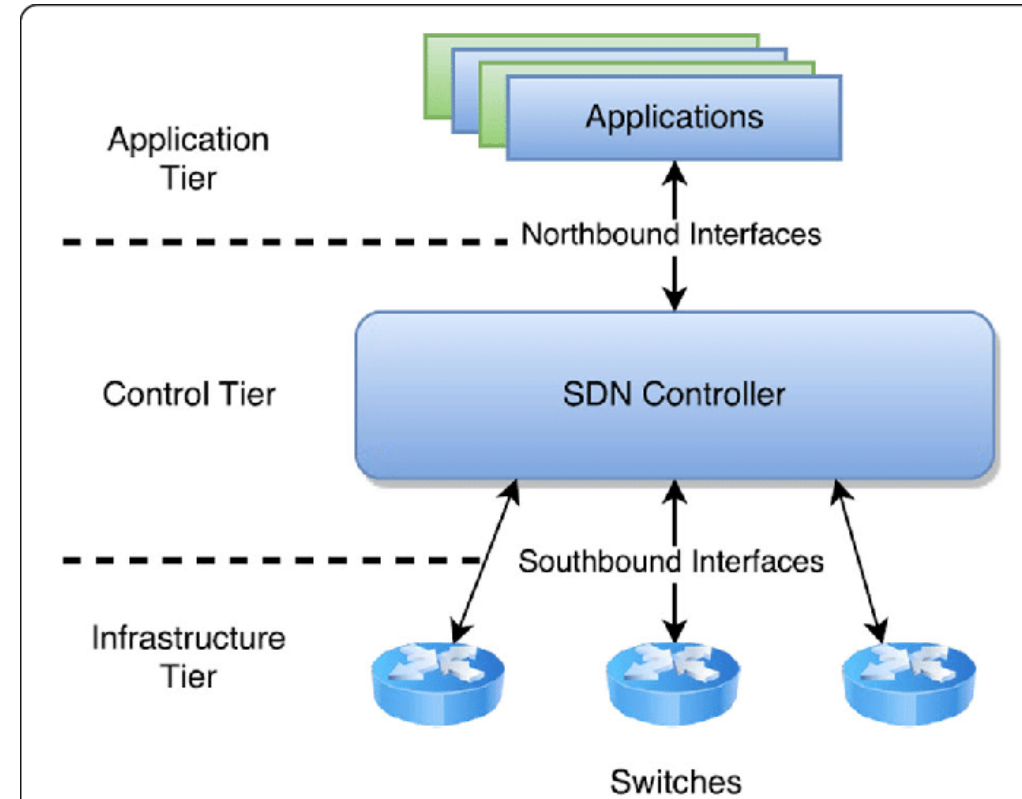 Applications
Application
Tier
Northbound Interfaces
Control Tier
SDN Controller
Southbound Interfaces
Infrastructure
Tier
Switches